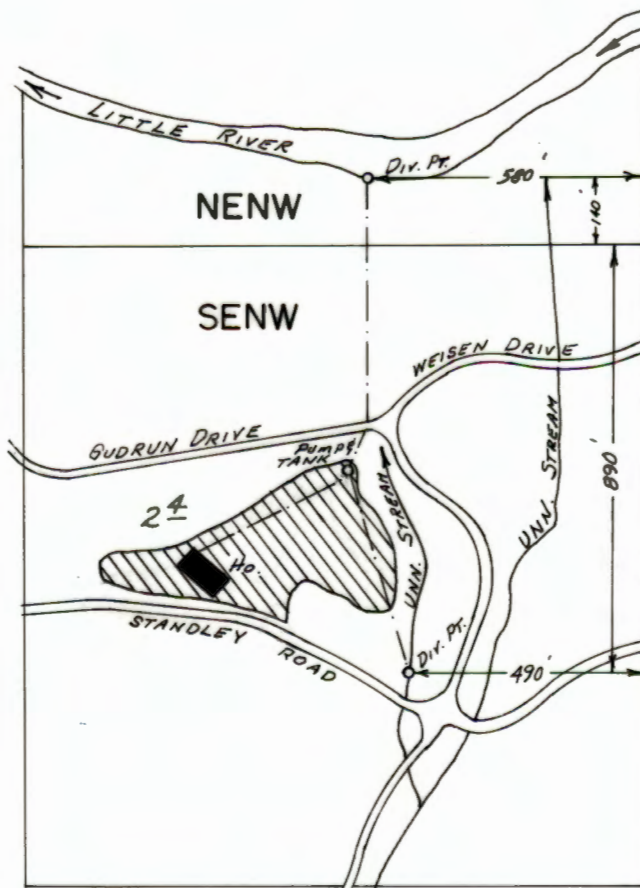 LITTLE RIVER
DIV. PT.
580'
140'
NENW
SENW
WEISEN DRIVE
GUDRUN DRIVE
PUMP &
TANK
UNN. STREAM
890'
2 4
HO.
UNN. STREAM
STANDLEY ROAD
DIV. PT.
490'